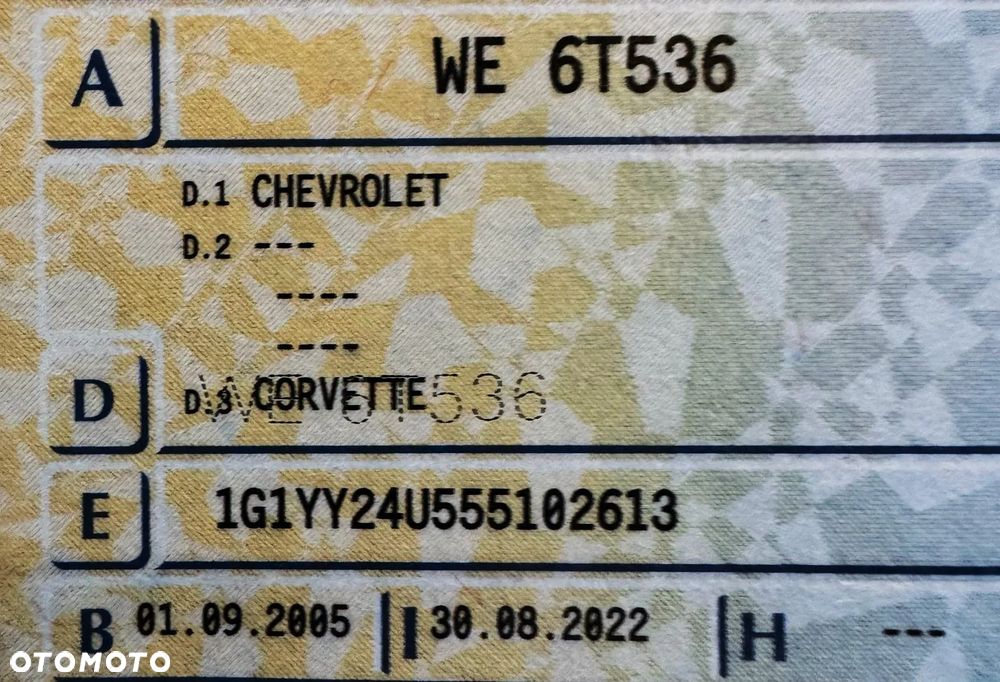 A WE 6T536
D.1 CHEVROLET
D.2 ---
----
----
D D.3 CORVETTE
WE 6T536
E 1G1YY24U555102613
B 01.09.2005 I 30.08.2022 H ---
OTOMOTO